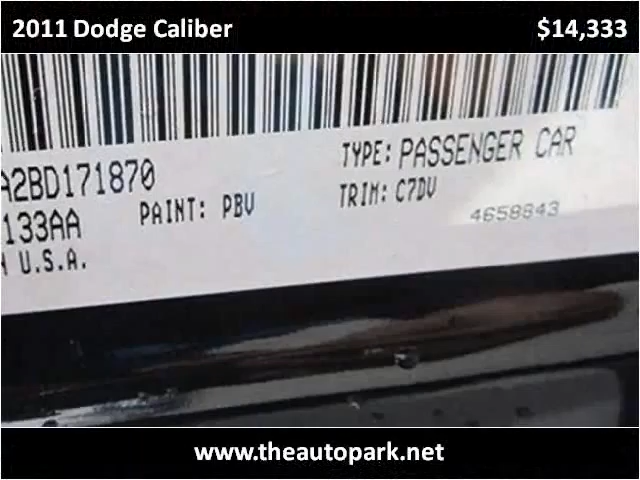 2011 Dodge Caliber $14,333
A2BD171870 TYPE: PASSENGER CAR
133AA PAINT: PBV TRIM: C7DV
4658843
U.S.A.
www.theautopark.net